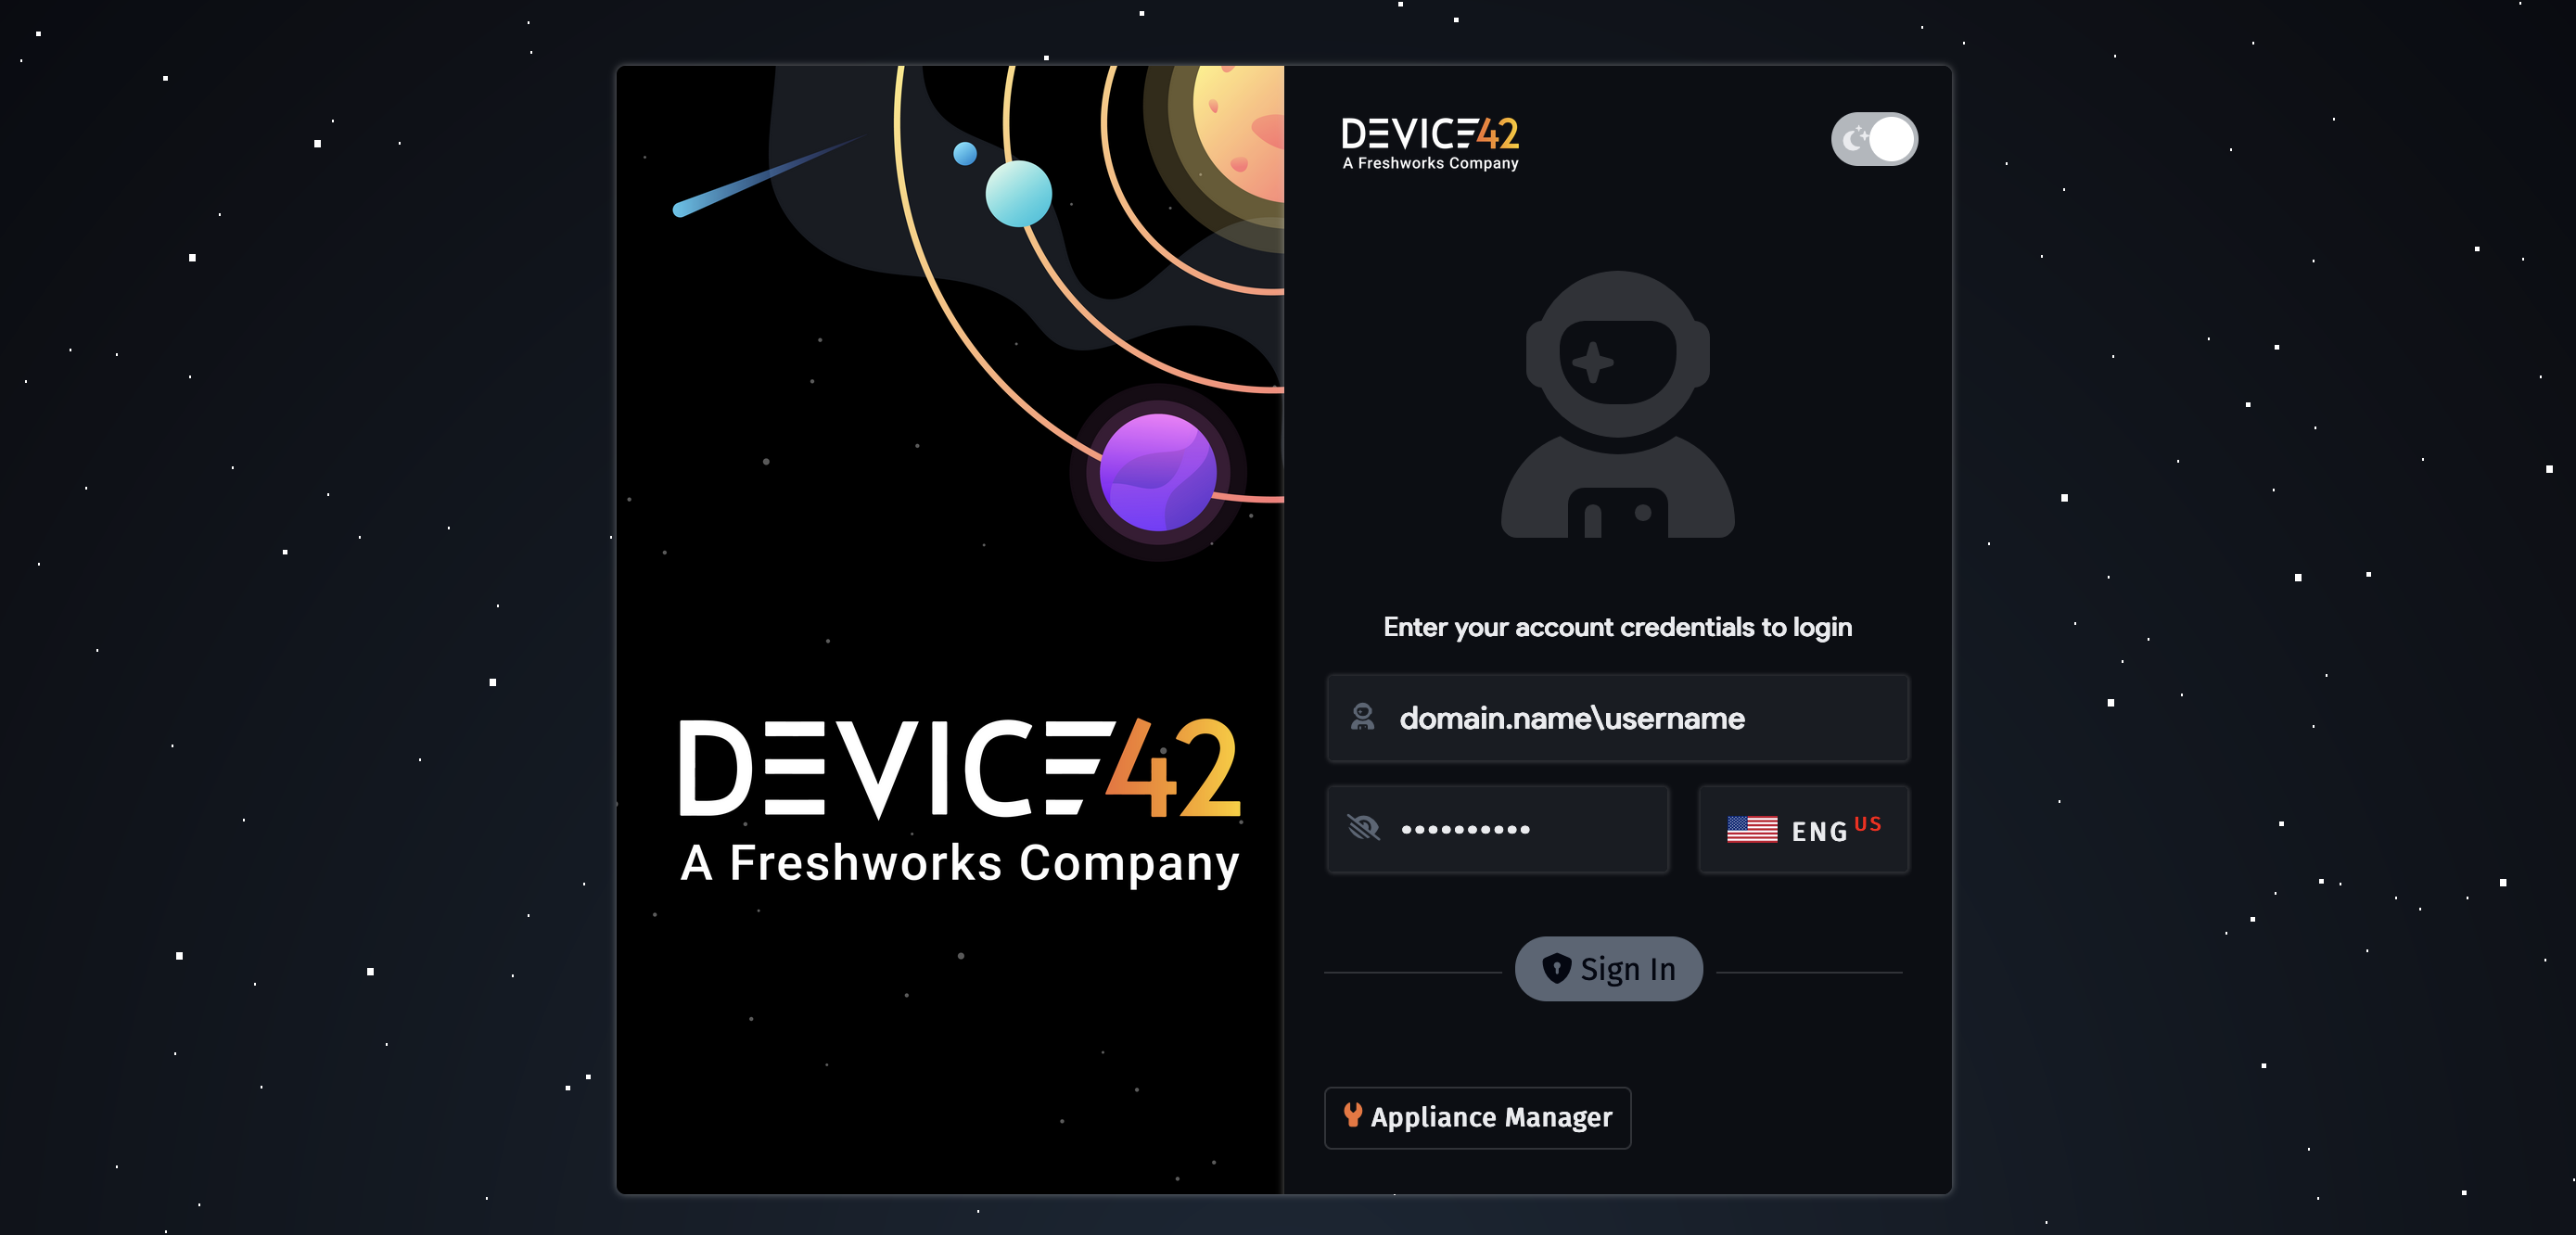 DEVICE42
A Freshworks Company
DEVICE42
A Freshworks Company
Enter your account credentials to login
domain.name\username
••••••••••
ENG US
Sign In
Appliance Manager